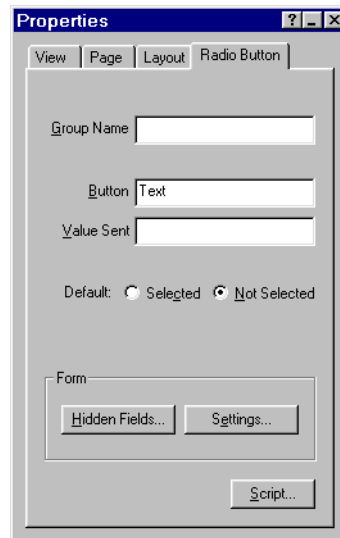 Properties
View Page Layout Radio Button
Group Name
Button Text
Value Sent
Default: Selected Not Selected
Form
Hidden Fields... Settings...
Script...